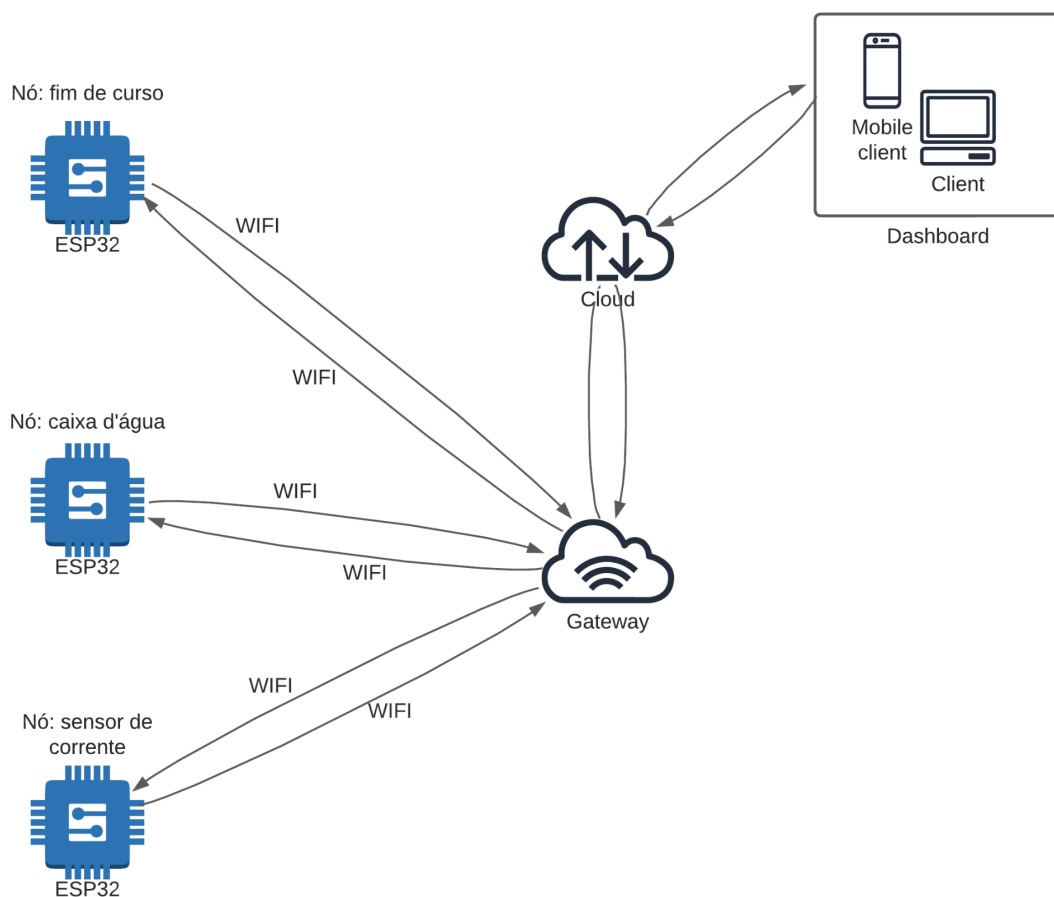 Nó: fim de curso
ESP32
WIFI
WIFI
Nó: caixa d'água
ESP32
WIFI
WIFI
Nó: sensor de
corrente
ESP32
WIFI
WIFI
Gateway
Cloud
Mobile
client
Client
Dashboard